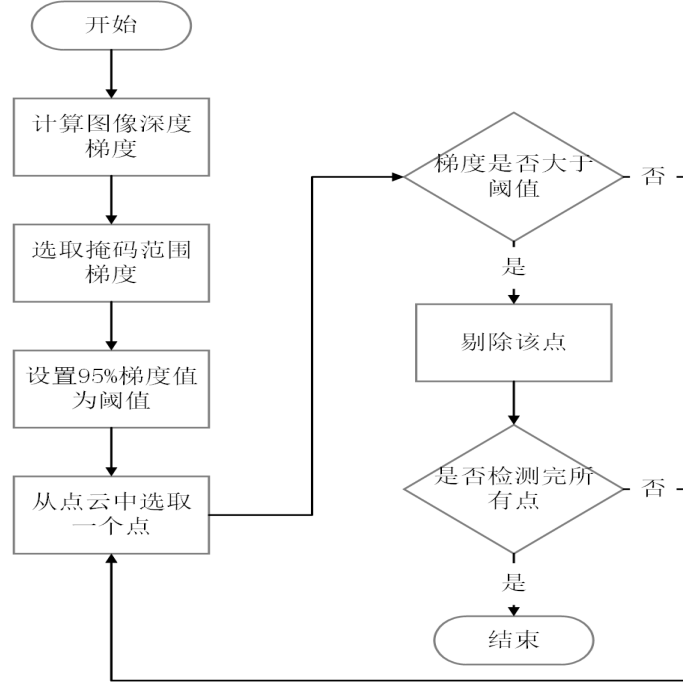 开始
计算图像深度
梯度
选取掩码范围
梯度
设置95%梯度值
为阈值
从点云中选取
一个点
梯度是否大于
阈值
否
是
剔除该点
是否检测完所
有点
否
是
结束